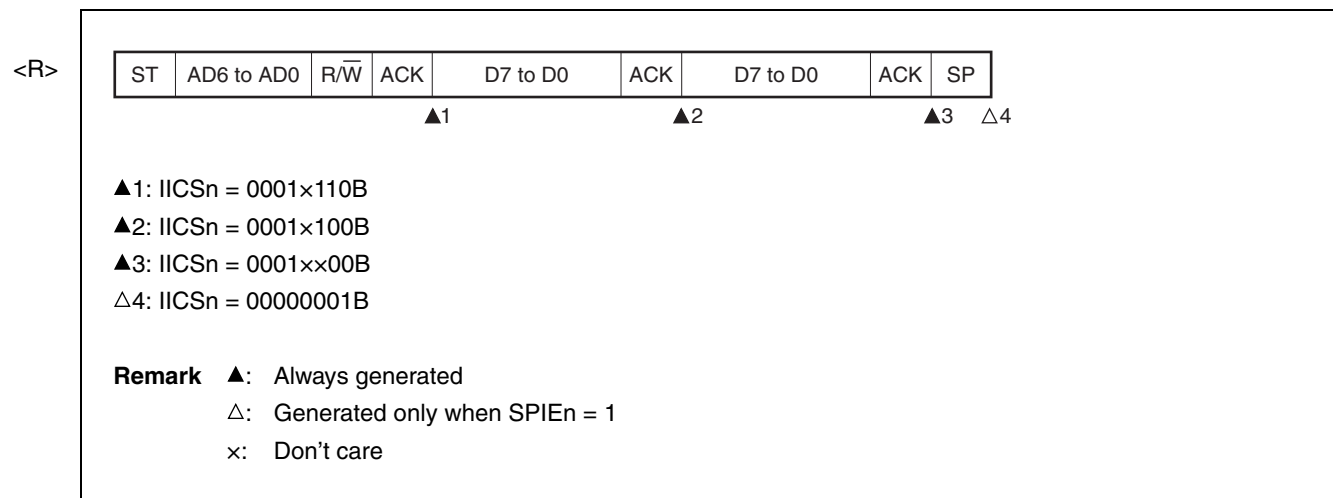 <R>
ST AD6 to AD0 R/W̅ ACK D7 to D0 ACK D7 to D0 ACK SP
▲1 ▲2 ▲3 △4
▲1: IICSn = 0001×110B
▲2: IICSn = 0001×100B
▲3: IICSn = 0001××00B
△4: IICSn = 00000001B
Remark ▲: Always generated
△: Generated only when SPIEn = 1
×: Don't care